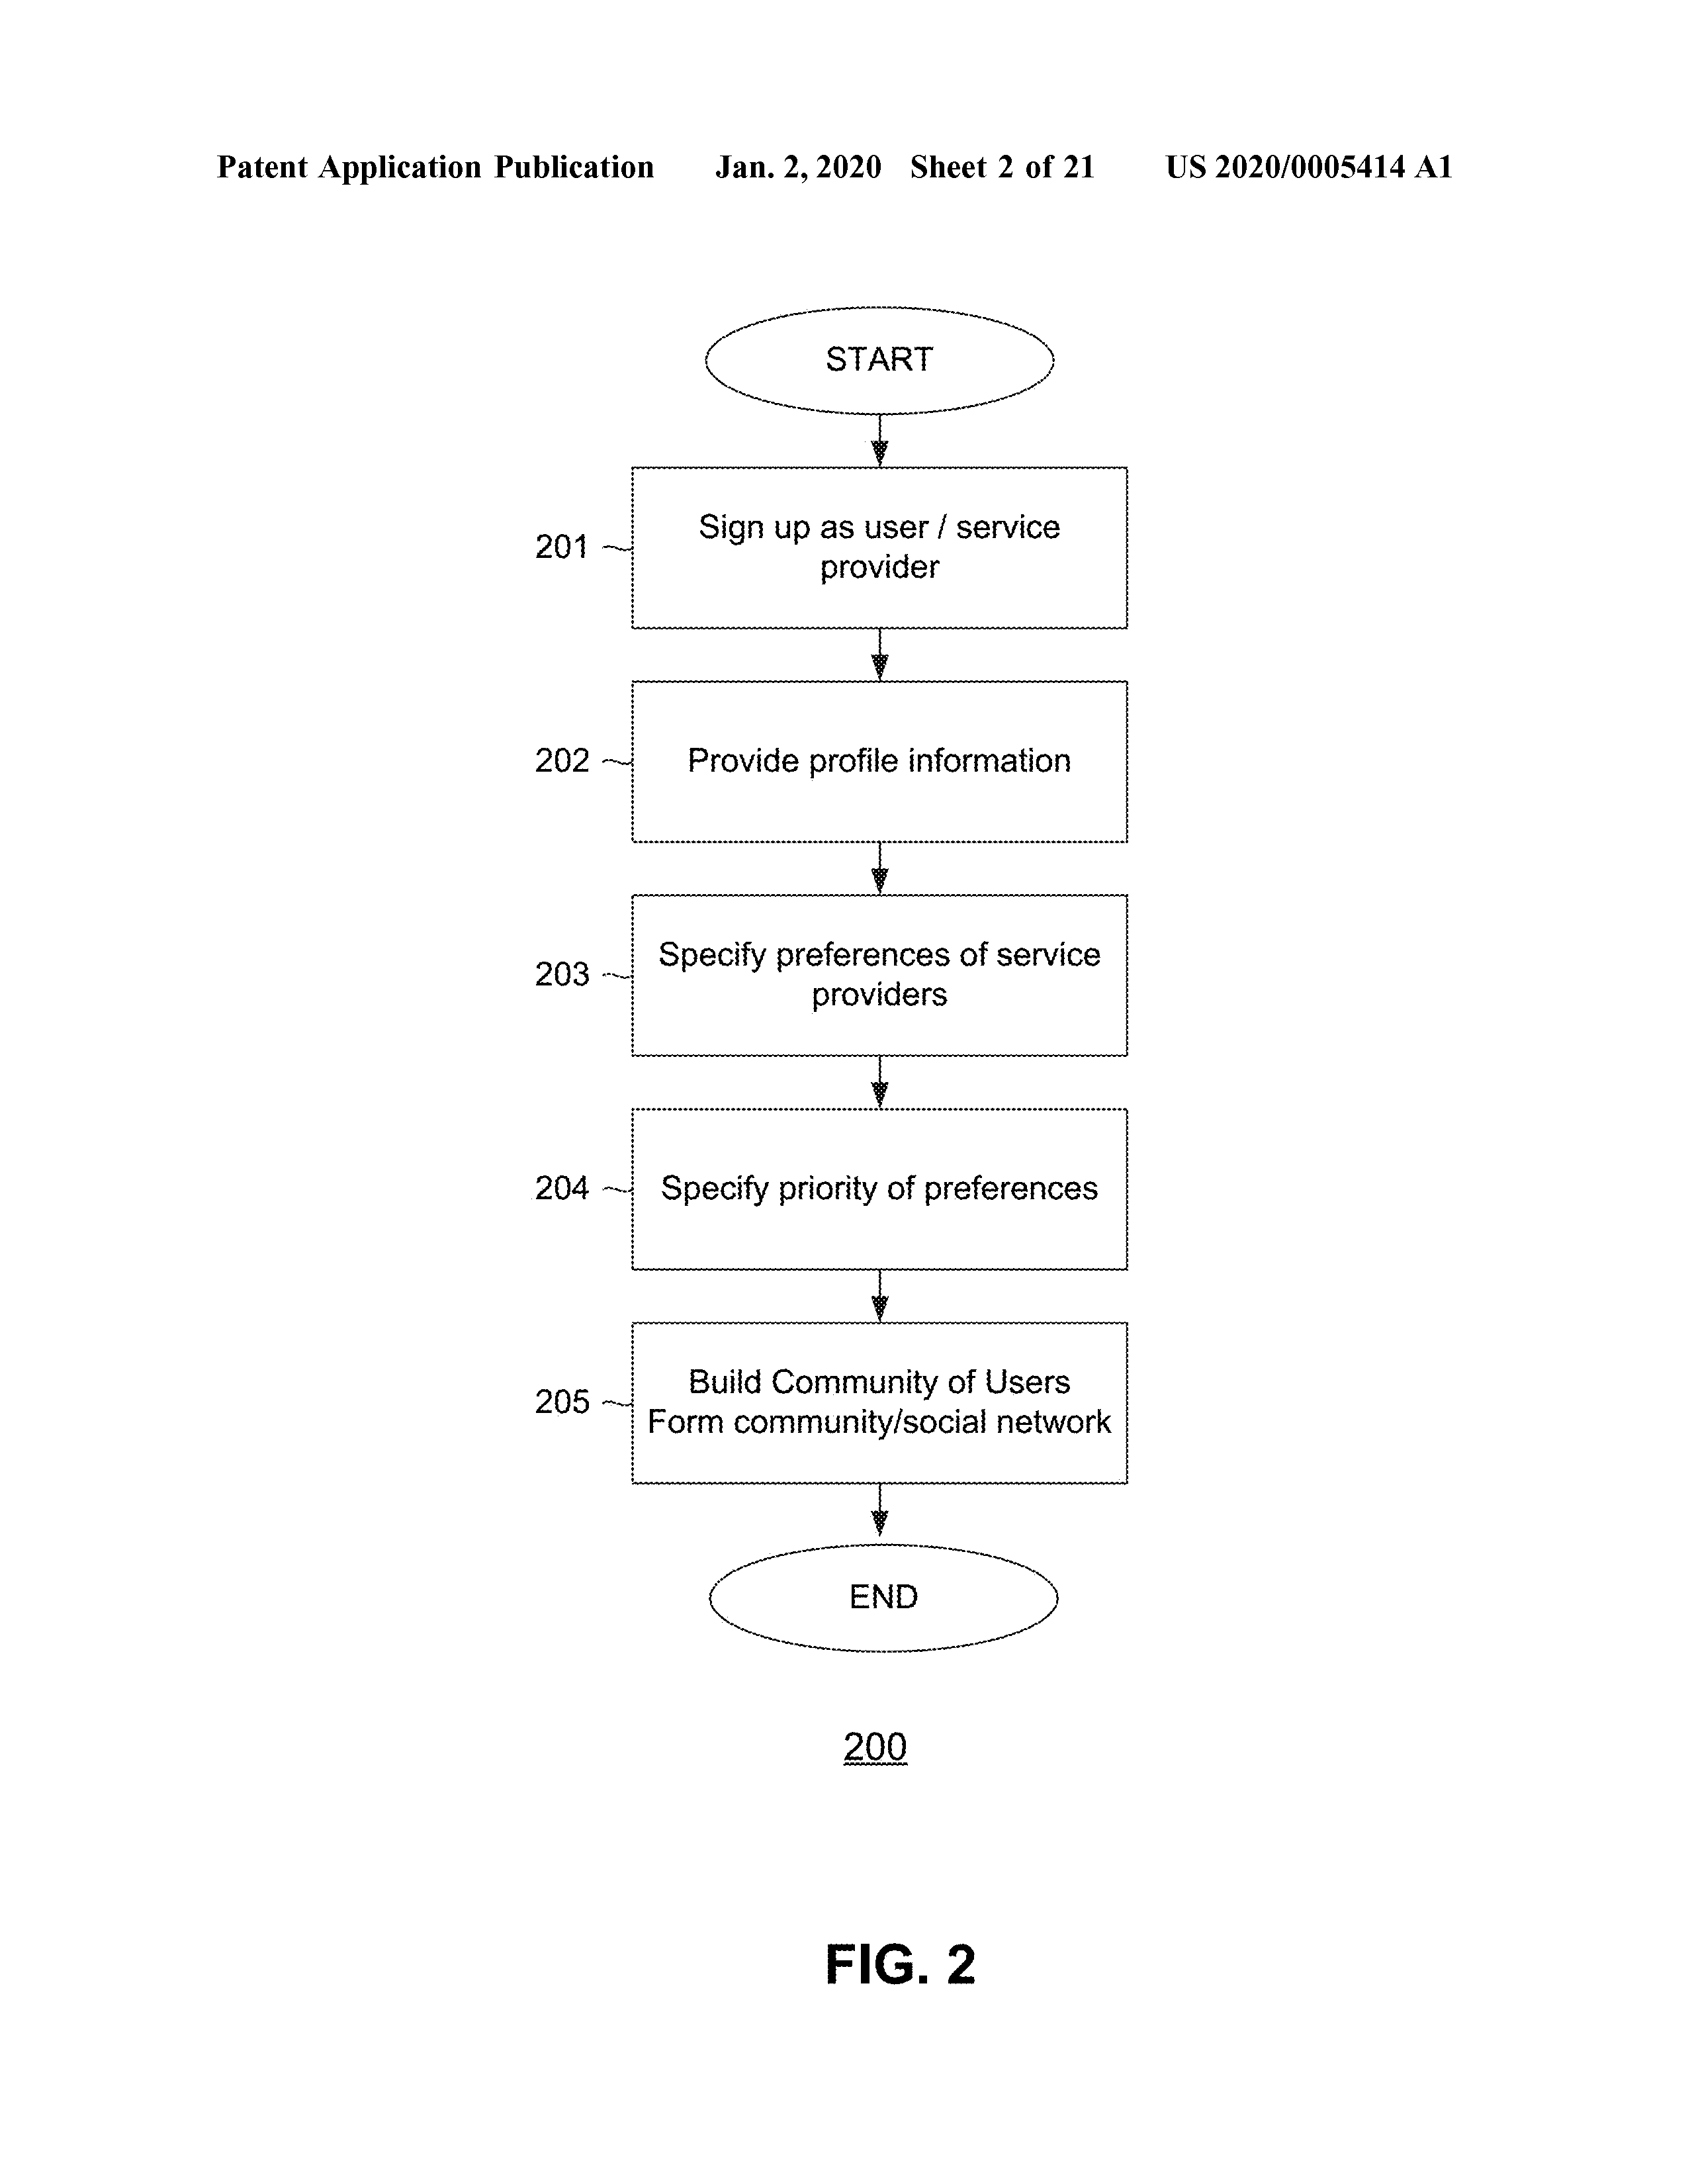 Patent Application Publication Jan. 2, 2020 Sheet 2 of 21 US 2020/0005414 A1
START
201
Sign up as user / service
provider
202
Provide profile information
203
Specify preferences of service
providers
204
Specify priority of preferences
205
Build Community of Users
Form community/social network
END
200
FIG. 2